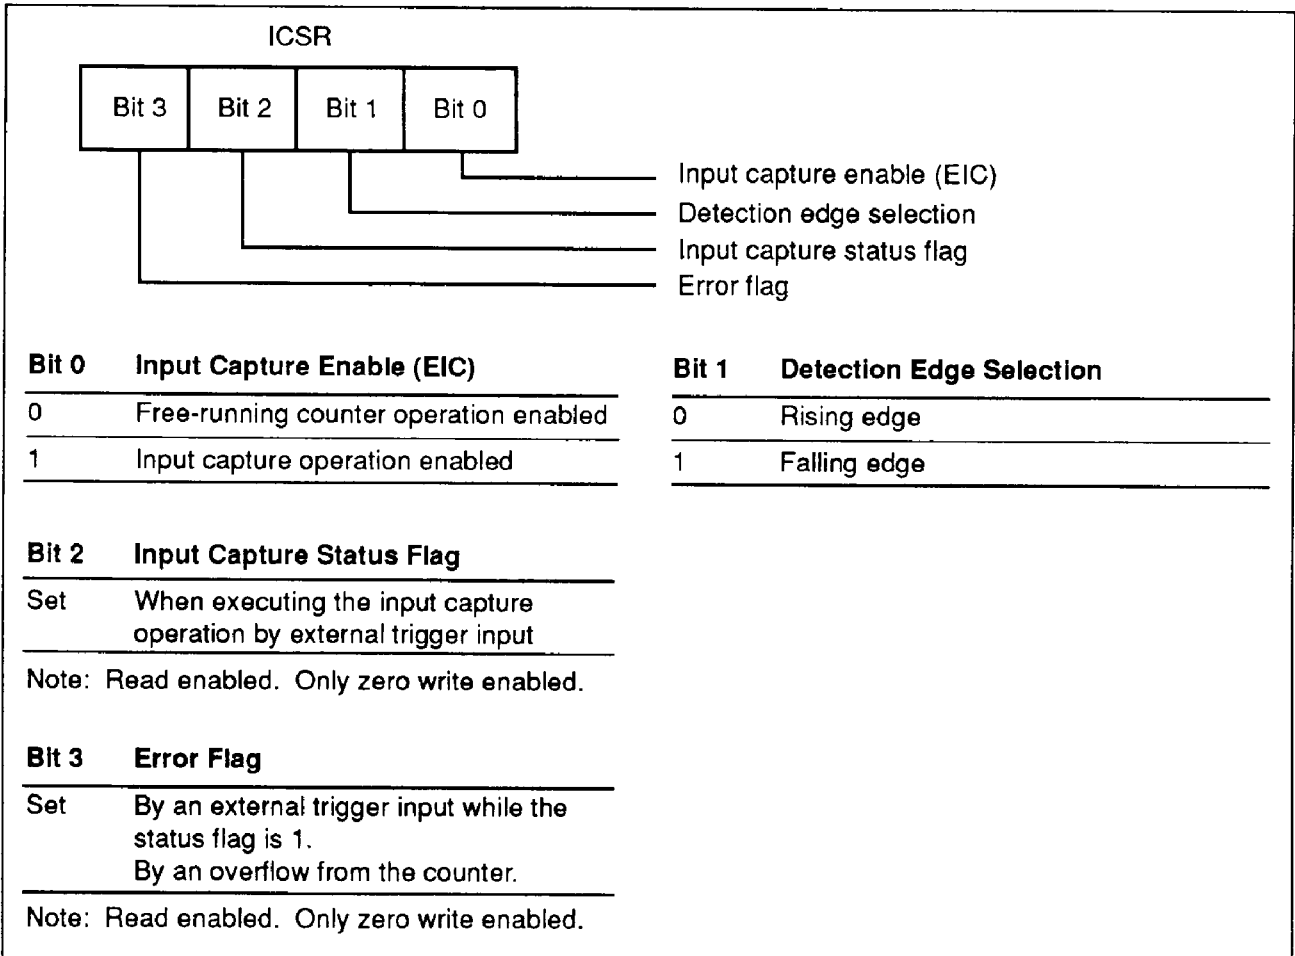 ICSR
Bit 3 Bit 2 Bit 1 Bit 0
Input capture enable (EIC)
Detection edge selection
Input capture status flag
Error flag
Bit 0 Input Capture Enable (EIC)
0 Free-running counter operation enabled
1 Input capture operation enabled
Bit 1 Detection Edge Selection
0 Rising edge
1 Falling edge
Bit 2 Input Capture Status Flag
Set When executing the input capture
operation by external trigger input
Note: Read enabled. Only zero write enabled.
Bit 3 Error Flag
Set By an external trigger input while the
status flag is 1.
By an overflow from the counter.
Note: Read enabled. Only zero write enabled.